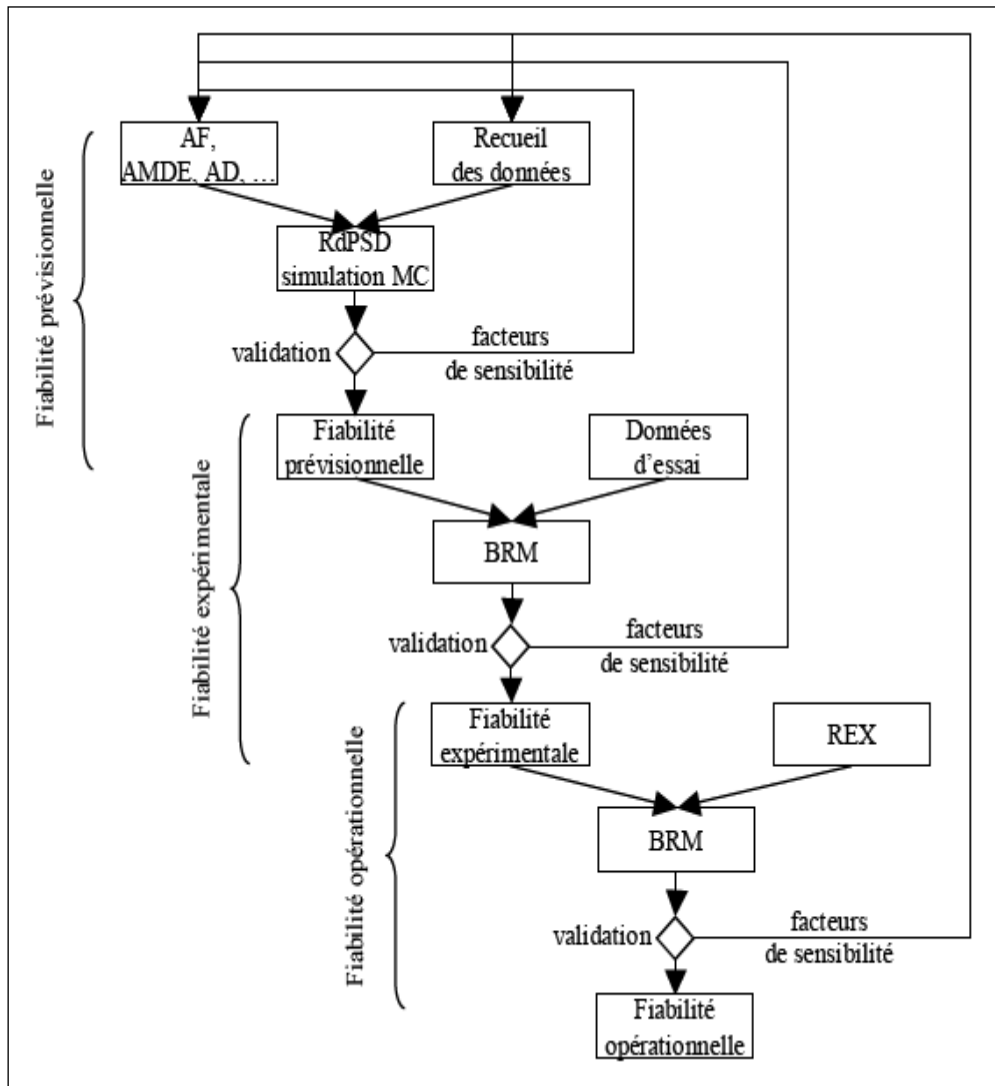 AF,
AMDE, AD, …
Recueil
des données
RdPSD
simulation MC
validation
facteurs
de sensibilité
Fiabilité prévisionnelle
Fiabilité
prévisionnelle
Données
d’essai
BRM
validation
facteurs
de sensibilité
Fiabilité expérimentale
Fiabilité
expérimentale
REX
BRM
validation
facteurs
de sensibilité
Fiabilité opérationnelle
Fiabilité
opérationnelle